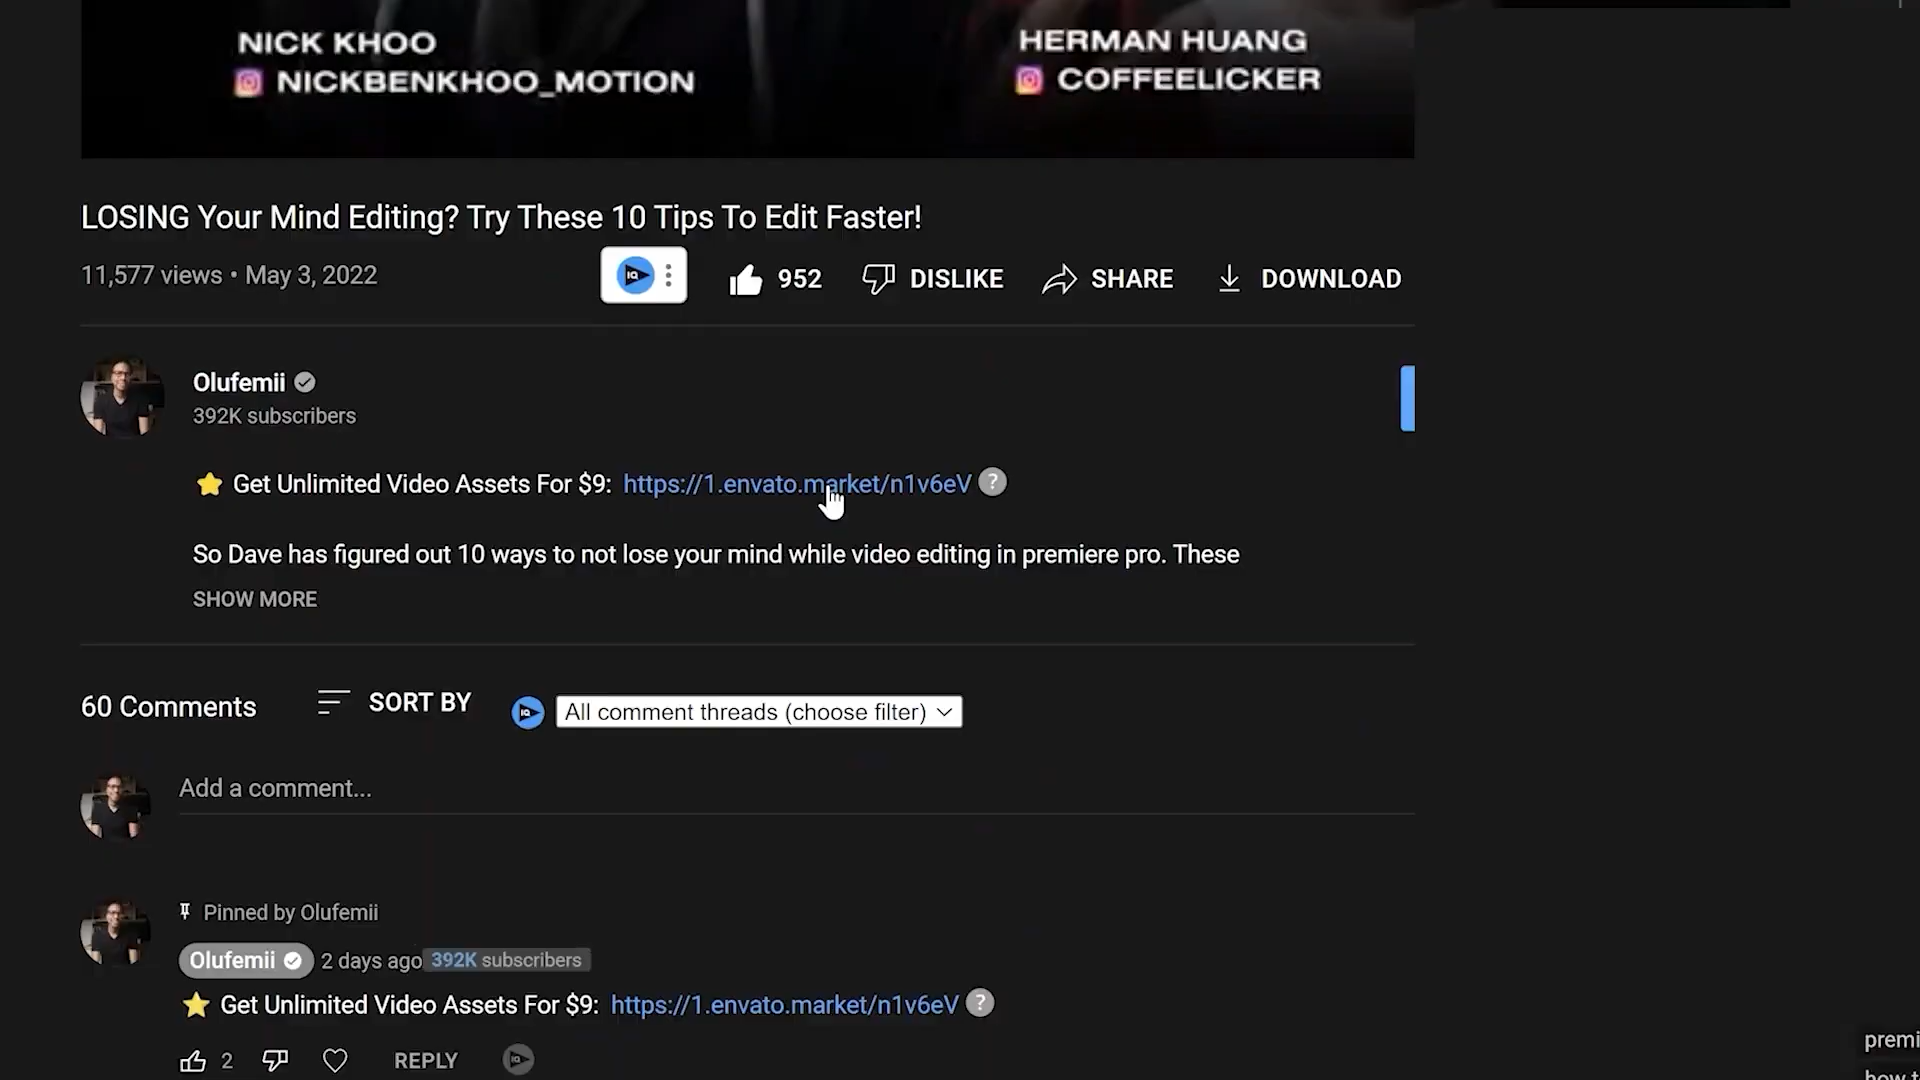 NICK KHOO
NICKBENKHOO_MOTION
HERMAN HUANG
COFFEELICKER
LOSING Your Mind Editing? Try These 10 Tips To Edit Faster!
11,577 views • May 3, 2022
IQ
952
DISLIKE
SHARE
DOWNLOAD
Olufemii
392K subscribers
Get Unlimited Video Assets For $9: https://1.envato.market/n1v6eV ?
So Dave has figured out 10 ways to not lose your mind while video editing in premiere pro. These
SHOW MORE
60 Comments
SORT BY
IQ
All comment threads (choose filter)
Add a comment...
Pinned by Olufemii
Olufemii 2 days ago 392K subscribers
Get Unlimited Video Assets For $9: https://1.envato.market/n1v6eV ?
2
REPLY
IQ
premi
how t